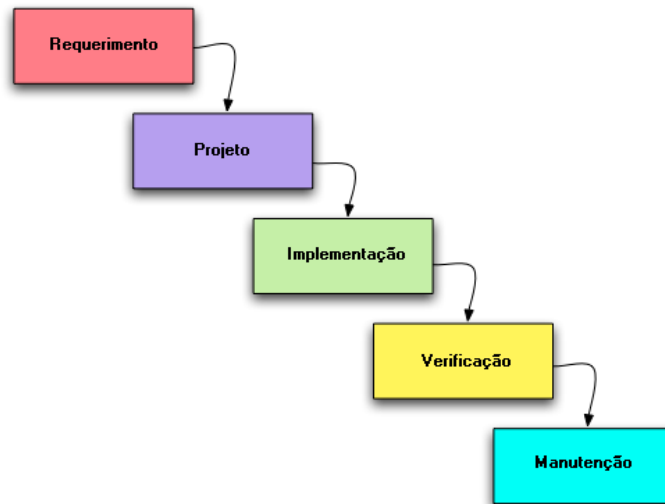 Requerimento
Projeto
Implementação
Verificação
Manutenção